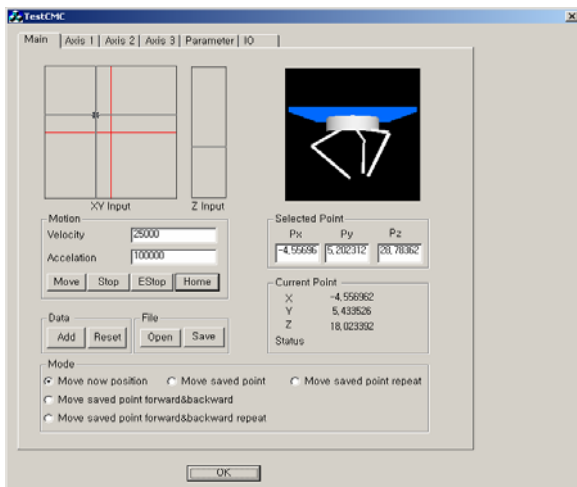 TestCMC
Main Axis 1 Axis 2 Axis 3 Parameter IO
XY Input Z Input
Motion
Velocity 25000
Accelation 100000
Move Stop EStop Home
Selected Point
Px Py Pz
-4,55696 5,202312 28,78362
Current Point
X -4,556962
Y 5,433526
Z 18,023392
Status
Data File
Add Reset Open Save
Mode
Move now position Move saved point Move saved point repeat
Move saved point forward&backward
Move saved point forward&backward repeat
OK